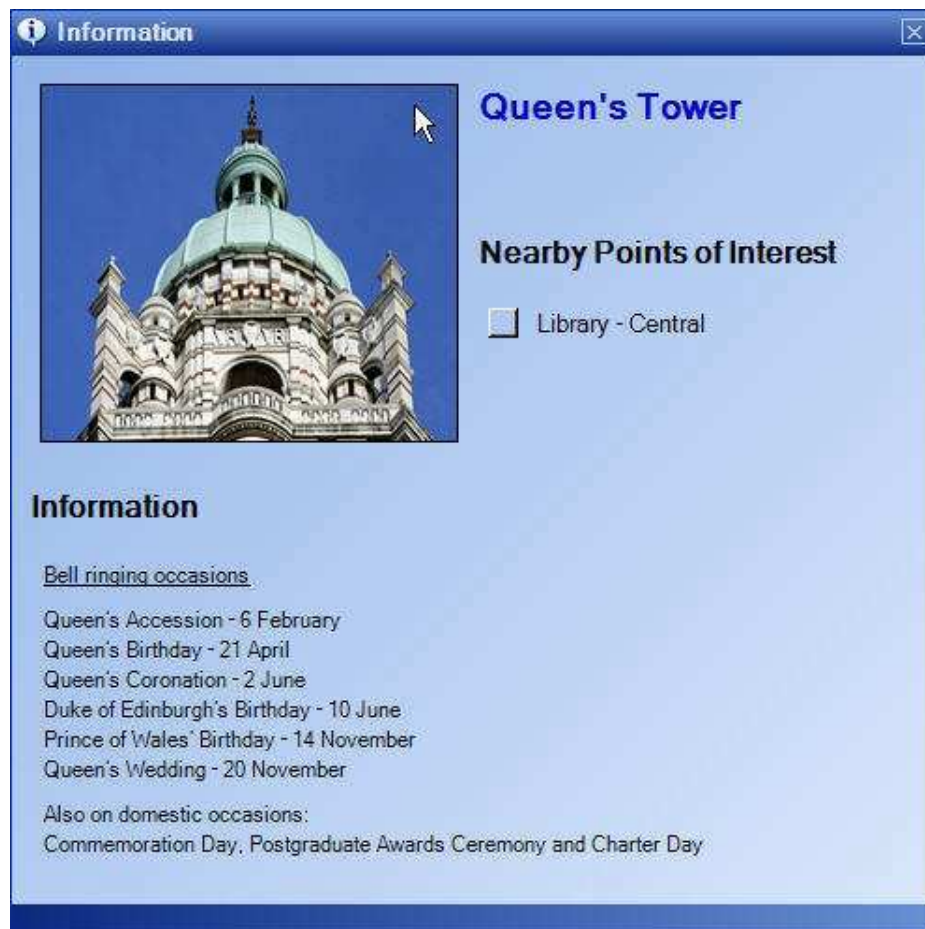 Information
Queen's Tower
Nearby Points of Interest
Library - Central
Information
Bell ringing occasions
Queen's Accession - 6 February
Queen's Birthday - 21 April
Queen's Coronation - 2 June
Duke of Edinburgh's Birthday - 10 June
Prince of Wales' Birthday - 14 November
Queen's Wedding - 20 November
Also on domestic occasions:
Commemoration Day, Postgraduate Awards Ceremony and Charter Day